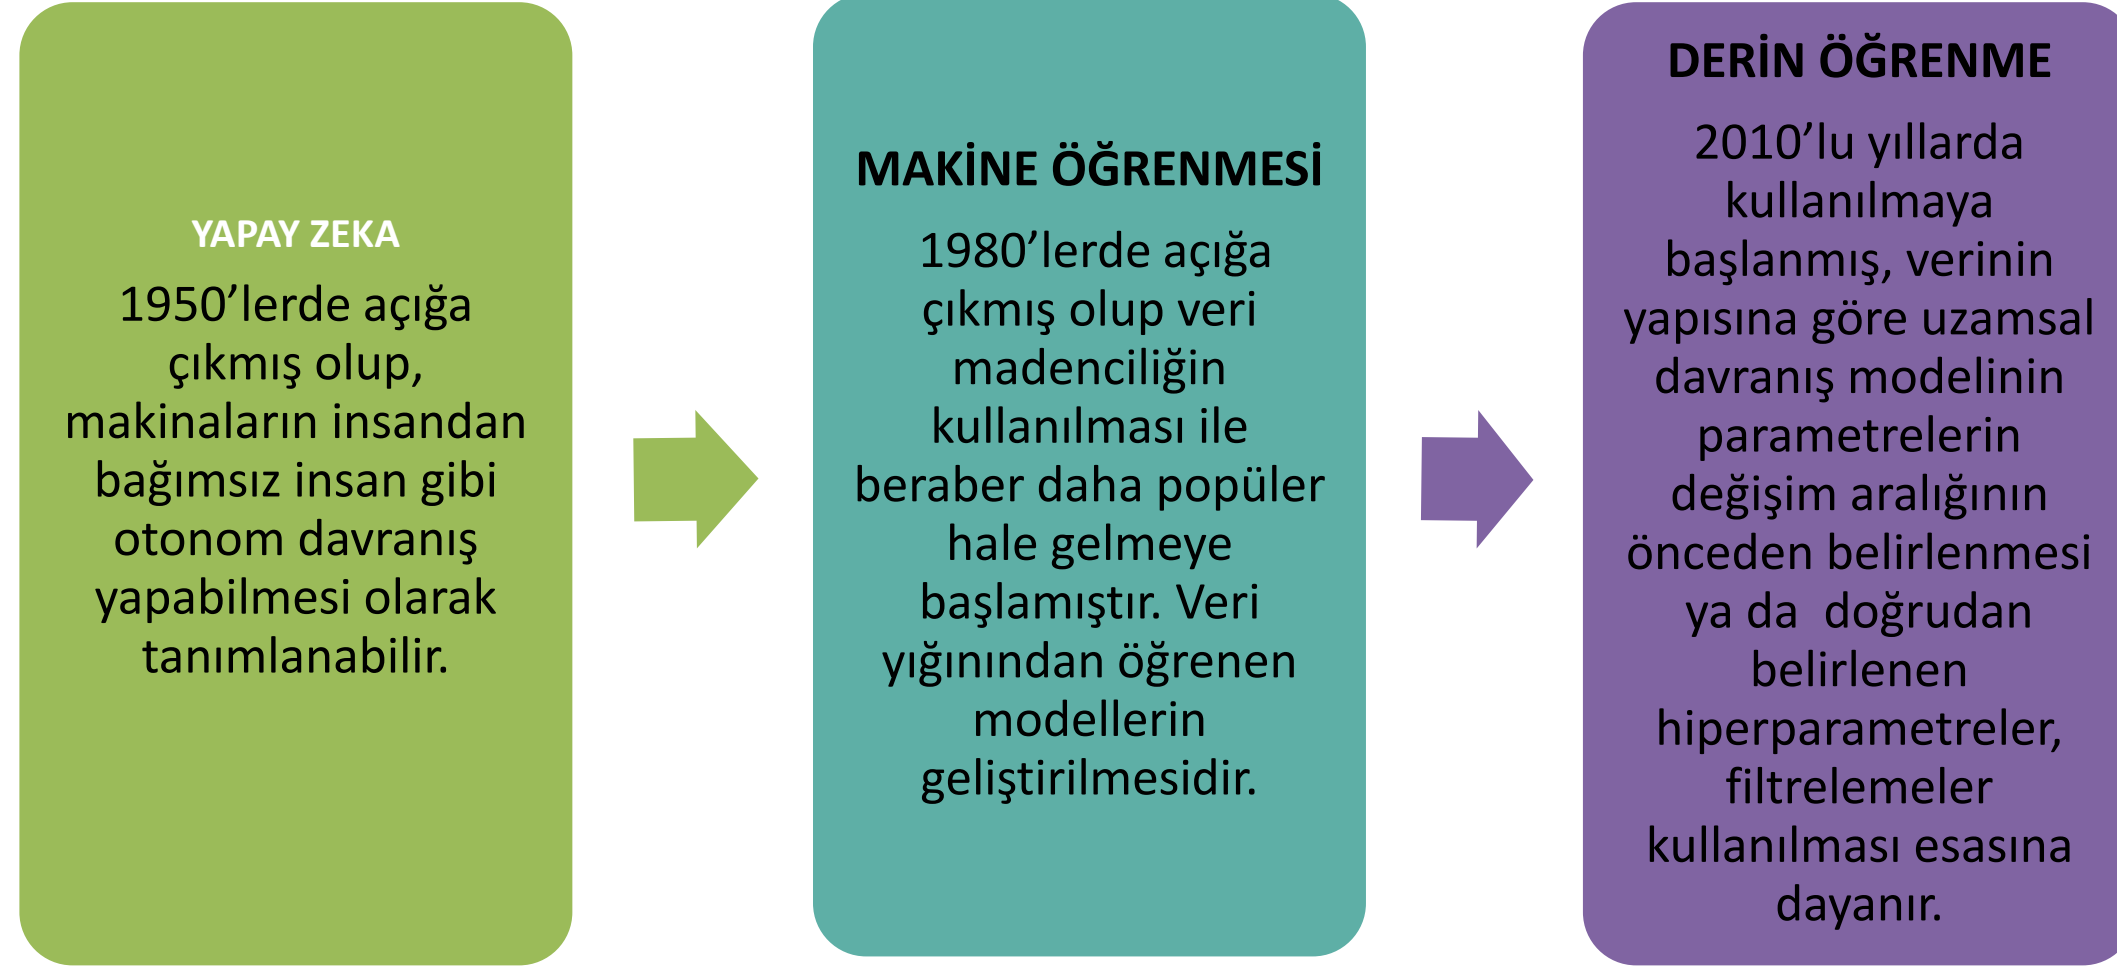 YAPAY ZEKA
1950’lerde açığa
çıkmış olup,
makinaların insandan
bağımsız insan gibi
otonom davranış
yapabilmesi olarak
tanımlanabilir.
MAKİNE ÖĞRENMESİ
1980’lerde açığa
çıkmış olup veri
madenciliğin
kullanılması ile
beraber daha popüler
hale gelmeye
başlamıştır. Veri
yığınından öğrenen
modellerin
geliştirilmesidir.
DERİN ÖĞRENME
2010’lu yıllarda
kullanılmaya
başlanmış, verinin
yapısına göre uzamsal
davranış modelinin
parametrelerin
değişim aralığının
önceden belirlenmesi
ya da  doğrudan
belirlenen
hiperparametreler,
filtrelemeler
kullanılması esasına
dayanır.